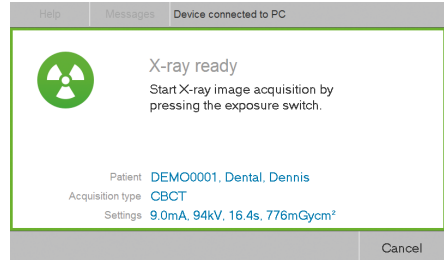 Help Messages Device connected to PC
X-ray ready
Start X-ray image acquisition by
pressing the exposure switch.
Patient DEMO0001, Dental, Dennis
Acquisition type CBCT
Settings 9.0mA, 94kV, 16.4s, 776mGycm²
Cancel